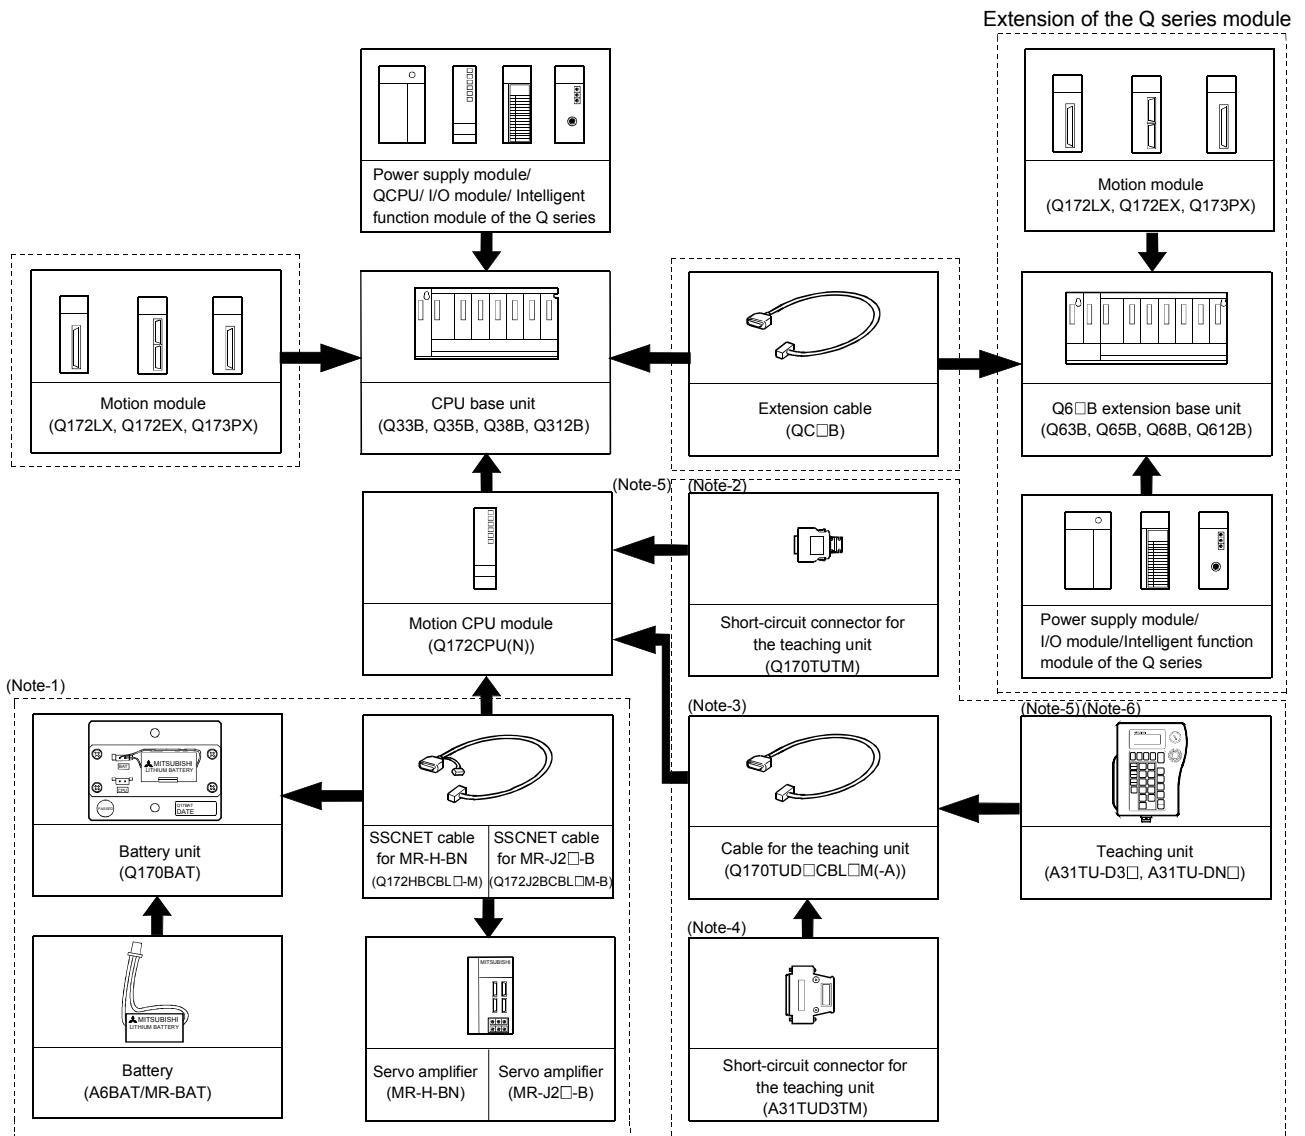 Extension of the Q series module
Power supply module/
QCPU/ I/O module/ Intelligent
function module of the Q series
Motion module
(Q172LX, Q172EX, Q173PX)
Motion module
(Q172LX, Q172EX, Q173PX)
CPU base unit
(Q33B, Q35B, Q38B, Q312B)
Extension cable
(QC□B)
Q6□B extension base unit
(Q63B, Q65B, Q68B, Q612B)
(Note-5)
(Note-2)
Motion CPU module
(Q172CPU(N))
Short-circuit connector for
the teaching unit
(Q170TUTM)
Power supply module/
I/O module/Intelligent function
module of the Q series
(Note-1)
MITSUBISHI
LITHIUM BATTERY
BAT
CPU
PASSED
Q170BAT
DATE
Battery unit
(Q170BAT)
SSCNET cable
for MR-H-BN
(Q172HBCBL□-M)
SSCNET cable
for MR-J2□-B
(Q172J2BCBL□M-B)
(Note-3)
Cable for the teaching unit
(Q170TUD□CBL□M(-A))
(Note-5)(Note-6)
Teaching unit
(A31TU-D3□, A31TU-DN□)
MITSUBISHI
LITHIUM BATTERY
Battery
(A6BAT/MR-BAT)
MITSUBISHI
Servo amplifier
(MR-H-BN)
Servo amplifier
(MR-J2□-B)
(Note-4)
Short-circuit connector for
the teaching unit
(A31TUD3TM)